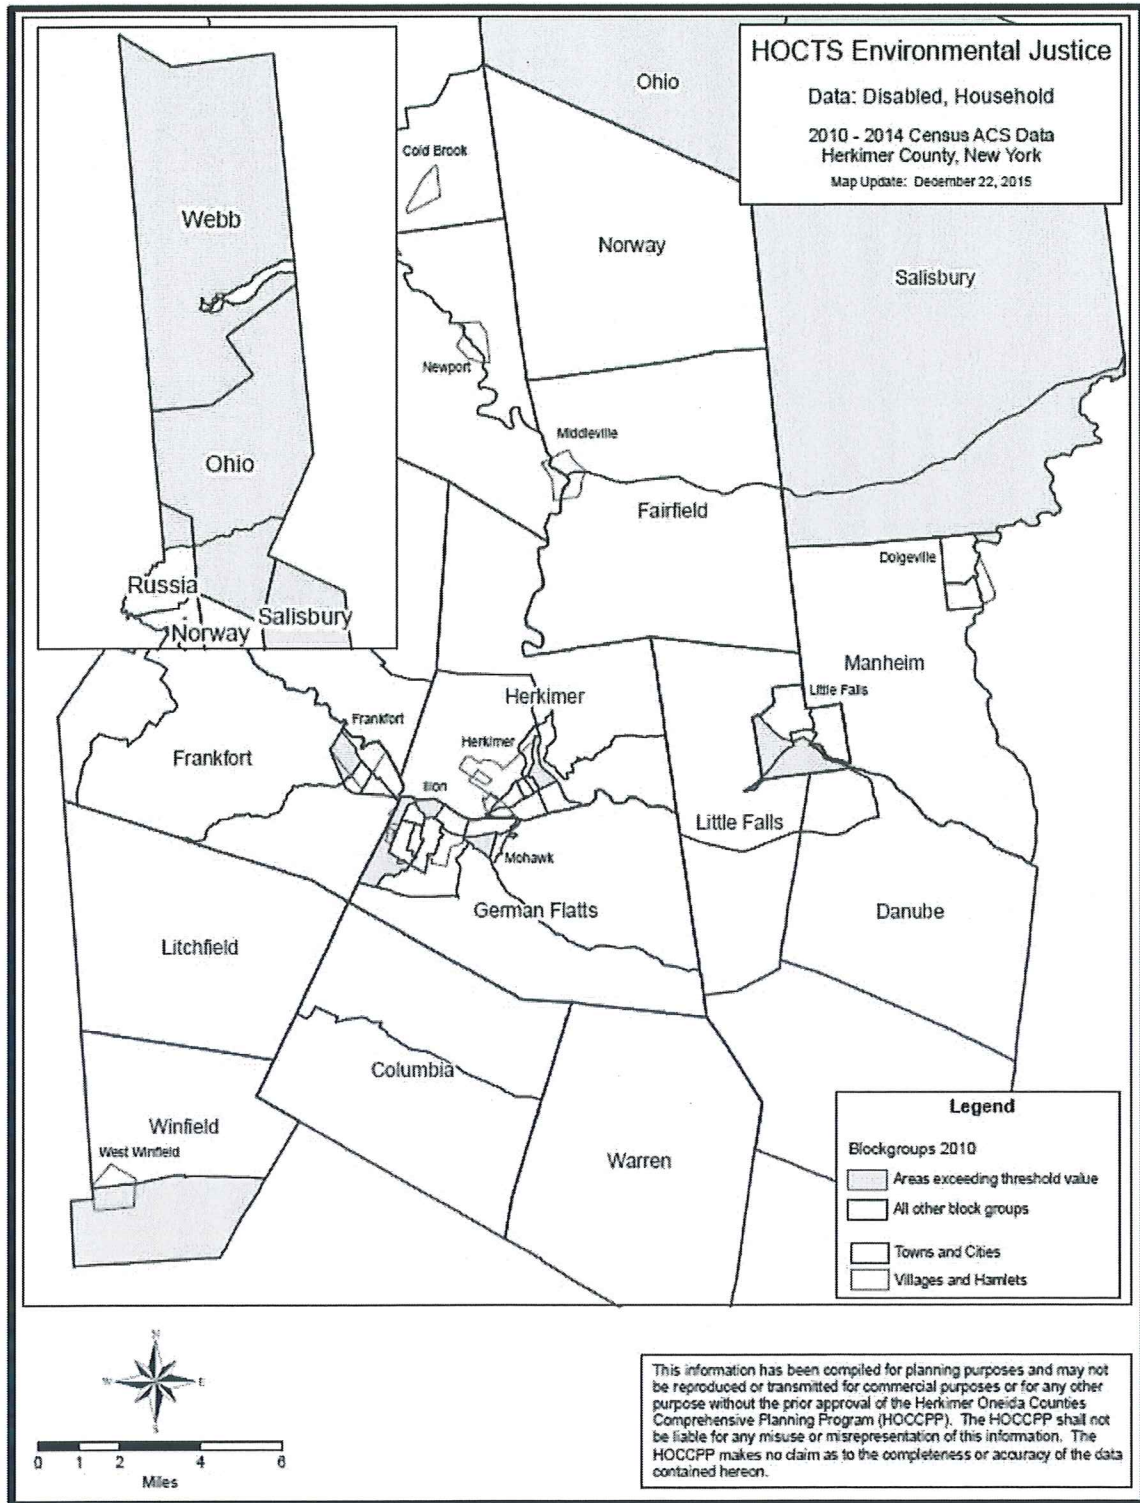 HOCTS Environmental Justice
Data: Disabled, Household
2010 - 2014 Census ACS Data
Herkimer County, New York
Map Update: December 22, 2015
Webb
Ohio
Russia
Norway
Salisbury
Ohio
Cold Brook
Norway
Salisbury
Newport
Middleville
Fairfield
Dolgeville
Manheim
Little Falls
Herkimer
Frankfort
Herkimer
Frankfort
Ilion
Little Falls
Mohawk
German Flatts
Danube
Litchfield
Columbia
Winfield
West Winfield
Warren
Legend
Blockgroups 2010
Areas exceeding threshold value
All other block groups
Towns and Cities
Villages and Hamlets
N
W
E
S
0 1 2 4 6
Miles
This information has been compiled for planning purposes and may not
be reproduced or transmitted for commercial purposes or for any other
purpose without the prior approval of the Herkimer Oneida Counties
Comprehensive Planning Program (HOCCPP). The HOCCPP shall not
be liable for any misuse or misrepresentation of this information. The
HOCCPP makes no claim as to the completeness or accuracy of the data
contained hereon.